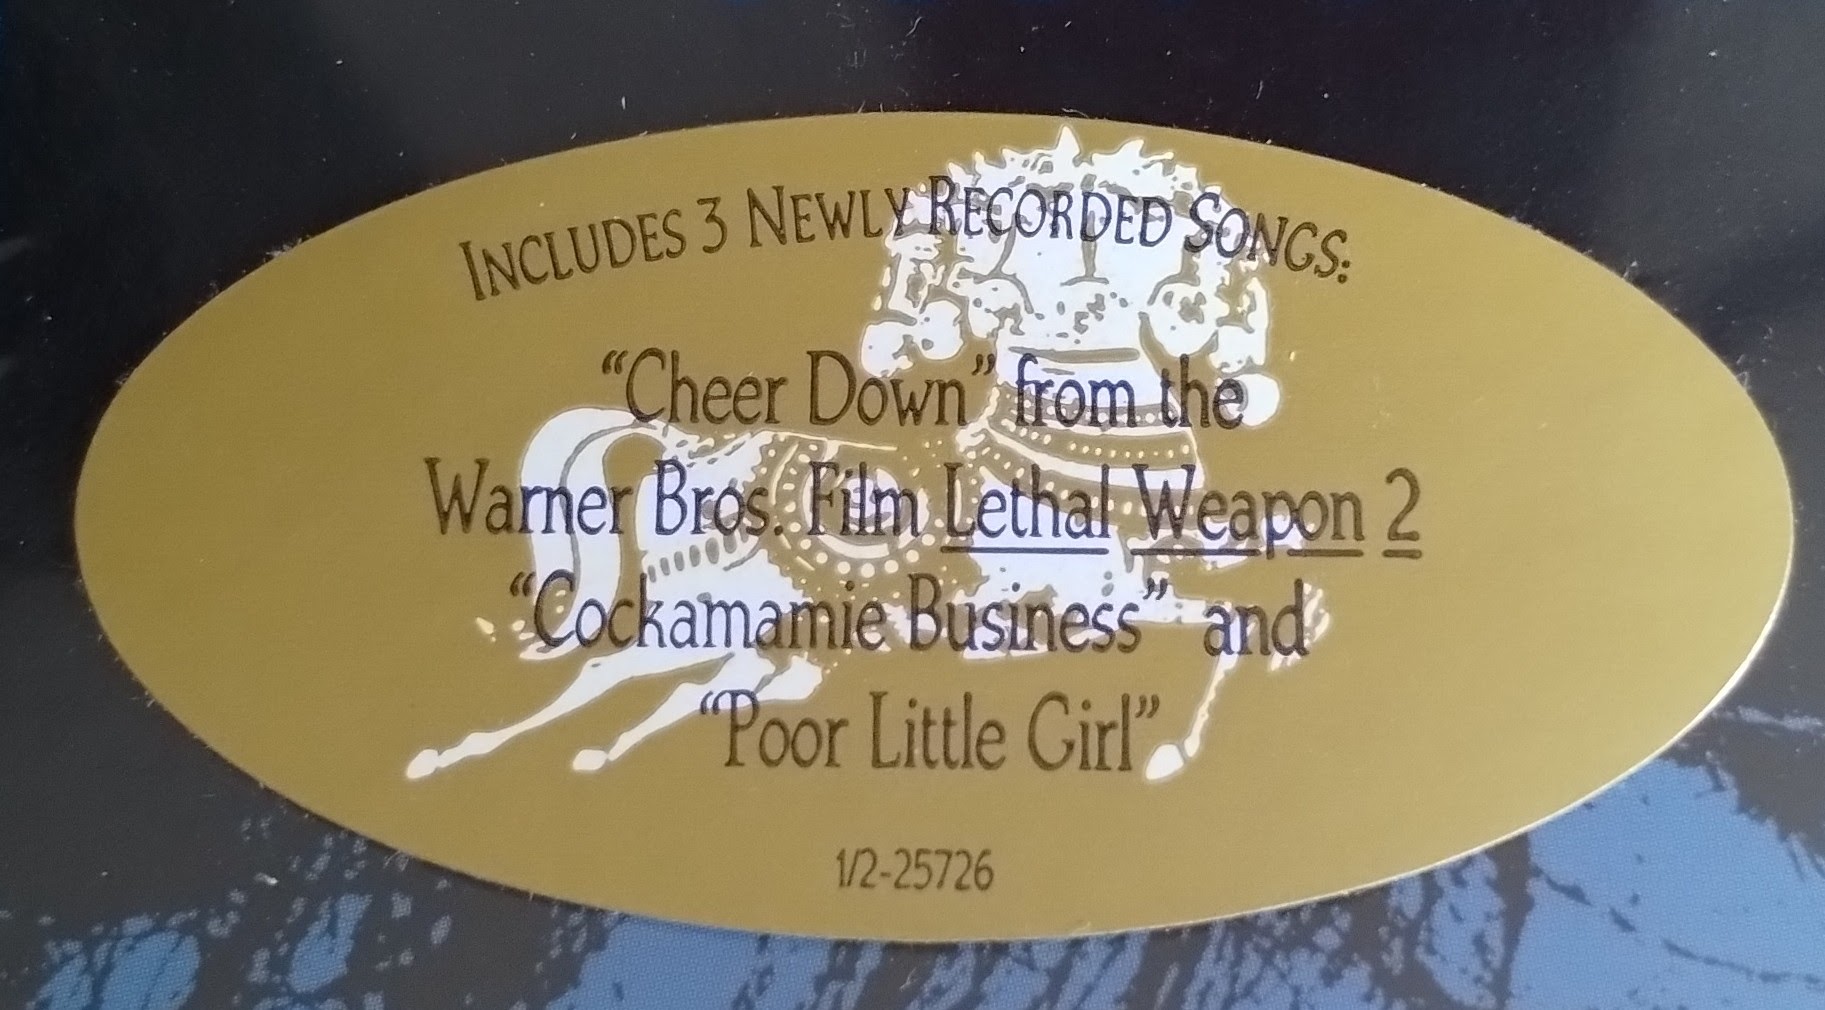 Includes 3 Newly Recorded Songs:
“Cheer Down” from the
Warner Bros. Film Lethal Weapon 2
“Cockamamie Business” and
“Poor Little Girl”
1/2-25726